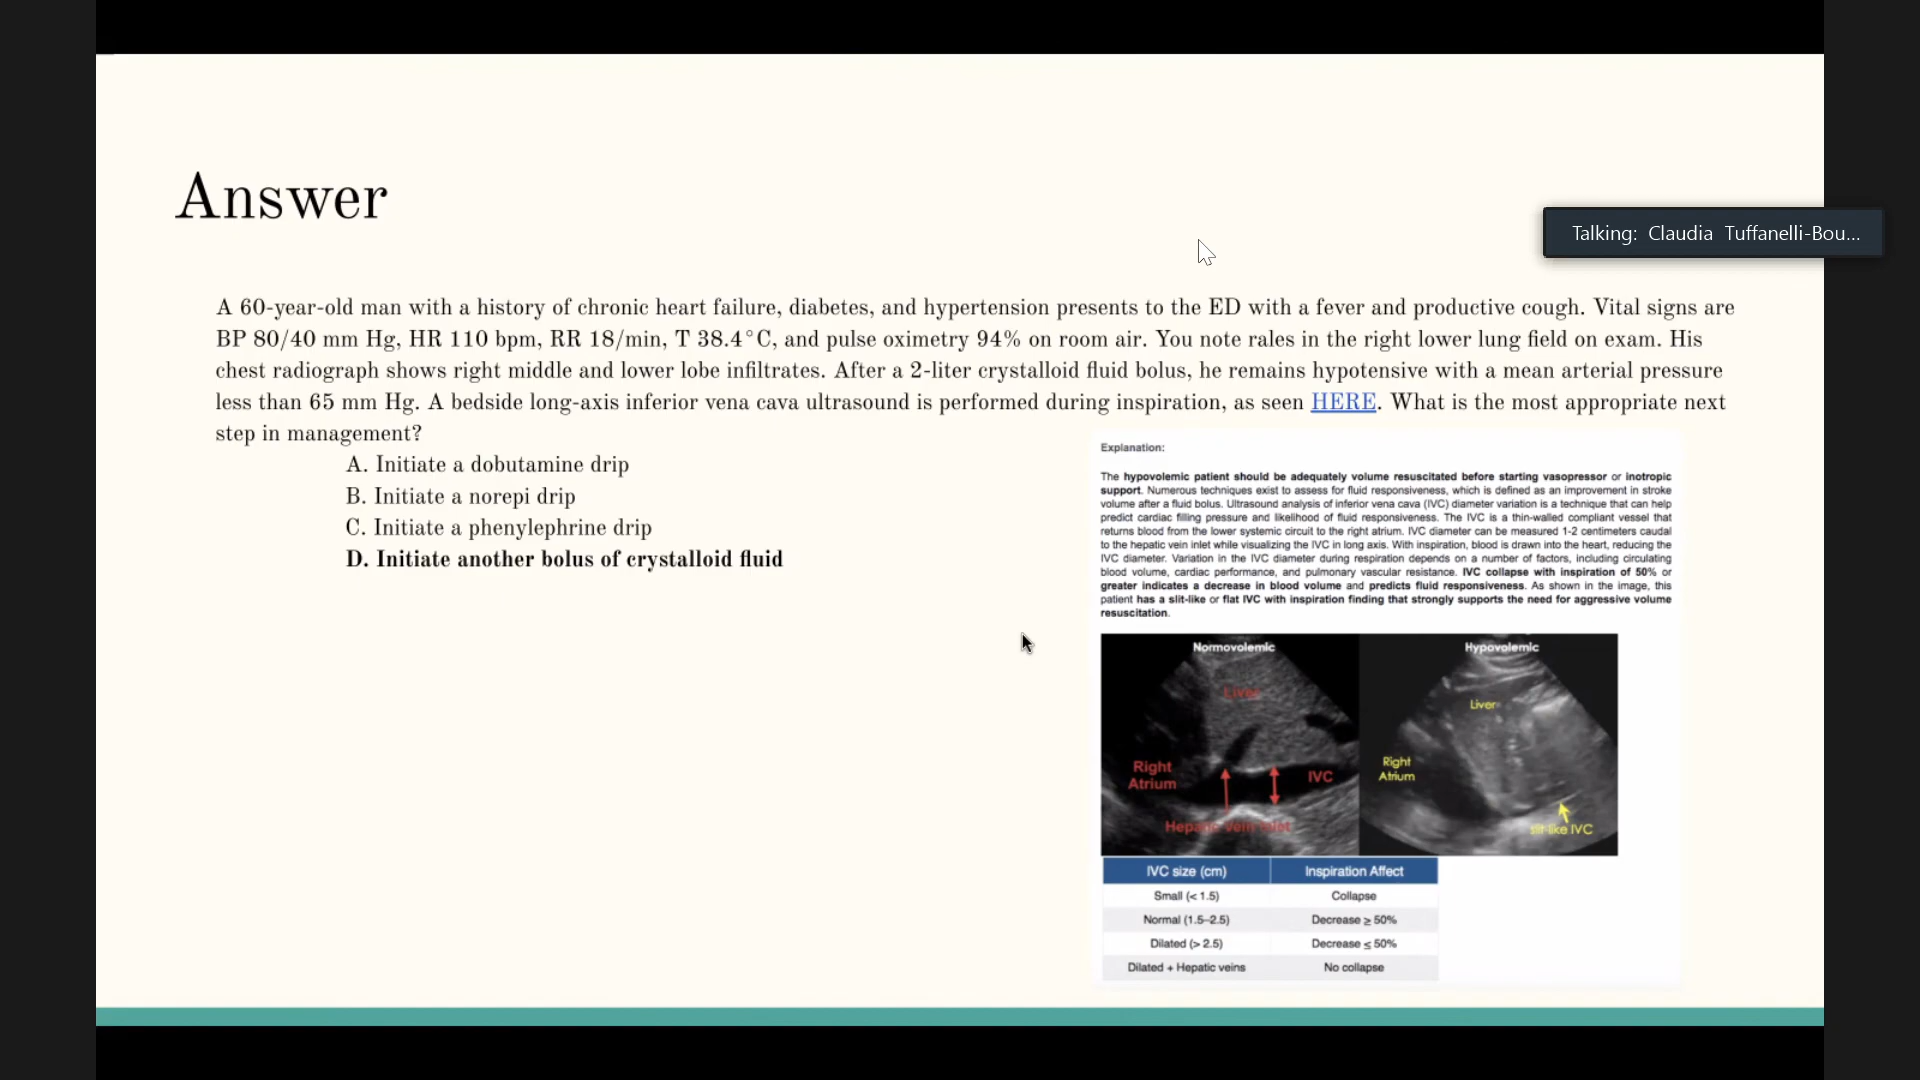 Answer
Talking: Claudia Tuffanelli-Bou...
A 60-year-old man with a history of chronic heart failure, diabetes, and hypertension presents to the ED with a fever and productive cough. Vital signs are
BP 80/40 mm Hg, HR 110 bpm, RR 18/min, T 38.4°C, and pulse oximetry 94% on room air. You note rales in the right lower lung field on exam. His
chest radiograph shows right middle and lower lobe infiltrates. After a 2-liter crystalloid fluid bolus, he remains hypotensive with a mean arterial pressure
less than 65 mm Hg. A bedside long-axis inferior vena cava ultrasound is performed during inspiration, as seen HERE. What is the most appropriate next
step in management?
A. Initiate a dobutamine drip
B. Initiate a norepi drip
C. Initiate a phenylephrine drip
D. Initiate another bolus of crystalloid fluid
Explanation:
The hypovolemic patient should be adequately volume resuscitated before starting vasopressor or inotropic
support. Numerous techniques exist to assess for fluid responsiveness, which is defined as an improvement in stroke
volume after a fluid bolus. Ultrasound analysis of inferior vena cava (IVC) diameter variation is a technique that can help
predict cardiac filling pressure and likelihood of fluid responsiveness. The IVC is a thin-walled compliant vessel that
returns blood from the lower systemic circuit to the right atrium. IVC diameter can be measured 1-2 centimeters caudal
to the hepatic vein inlet while visualizing the IVC in long axis. With inspiration, blood is drawn into the heart, reducing the
IVC diameter. Variation in the IVC diameter during respiration depends on a number of factors, including circulating
blood volume, cardiac performance, and pulmonary vascular resistance. IVC collapse with inspiration of 50% or
greater indicates a decrease in blood volume and predicts fluid responsiveness. As shown in the image, this
patient has a slit-like or flat IVC with inspiration finding that strongly supports the need for aggressive volume
resuscitation.
Normovolemic
Liver
Right
Atrium
IVC
Hepatic Vein Inlet
Hypovolemic
Liver
Right
Atrium
slit-like IVC
IVC size (cm) Inspiration Affect
Small (< 1.5) Collapse
Normal (1.5–2.5) Decrease ≥ 50%
Dilated (> 2.5) Decrease ≤ 50%
Dilated + Hepatic veins No collapse